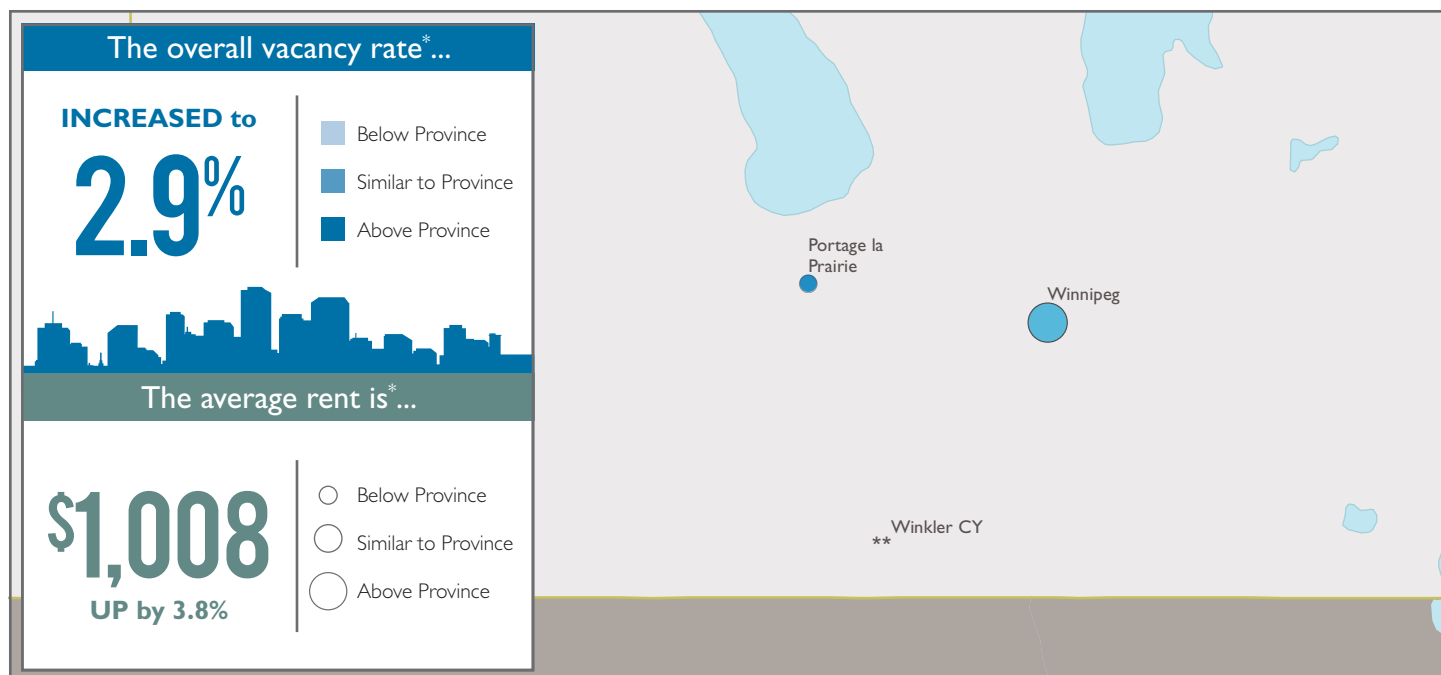 The overall vacancy rate*...
INCREASED to
2.9%
Below Province
Similar to Province
Above Province
The average rent is*...
$1,008
UP by 3.8%
Below Province
Similar to Province
Above Province
Portage la
Prairie
Winnipeg
Winkler CY
**